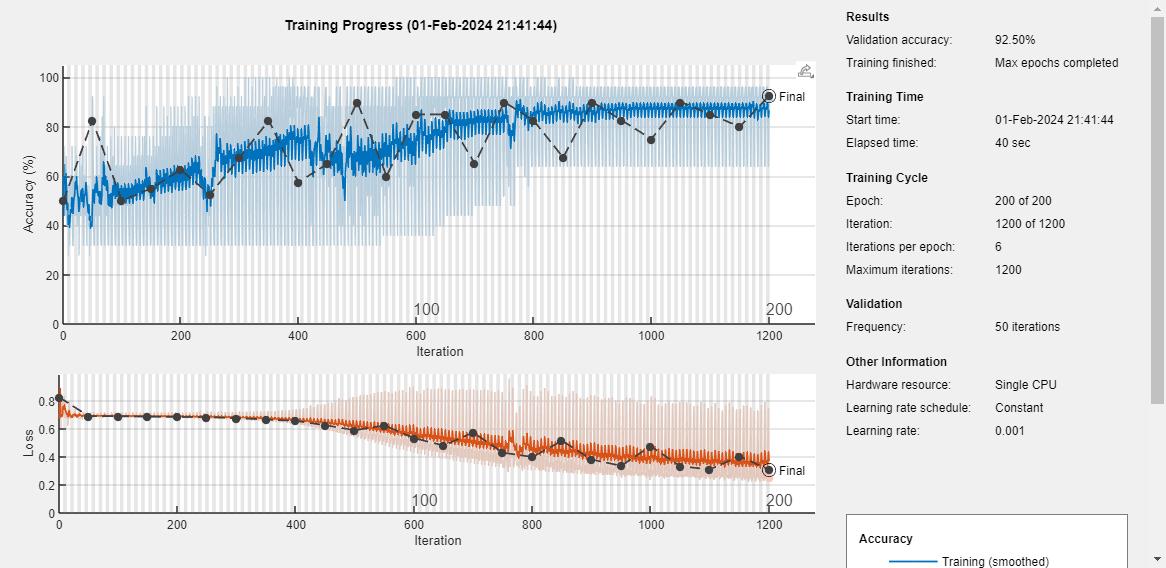 Training Progress (01-Feb-2024 21:41:44)
100
80
60
40
20
0
Accuracy (%)
0 200 400 600 800 1000 1200
100 200
Iteration
Final
0.8
0.6
0.4
0.2
0
Loss
0 200 400 600 800 1000 1200
100 200
Iteration
Final
Results
Validation accuracy: 92.50%
Training finished: Max epochs completed
Training Time
Start time: 01-Feb-2024 21:41:44
Elapsed time: 40 sec
Training Cycle
Epoch: 200 of 200
Iteration: 1200 of 1200
Iterations per epoch: 6
Maximum iterations: 1200
Validation
Frequency: 50 iterations
Other Information
Hardware resource: Single CPU
Learning rate schedule: Constant
Learning rate: 0.001
Accuracy
Training (smoothed)